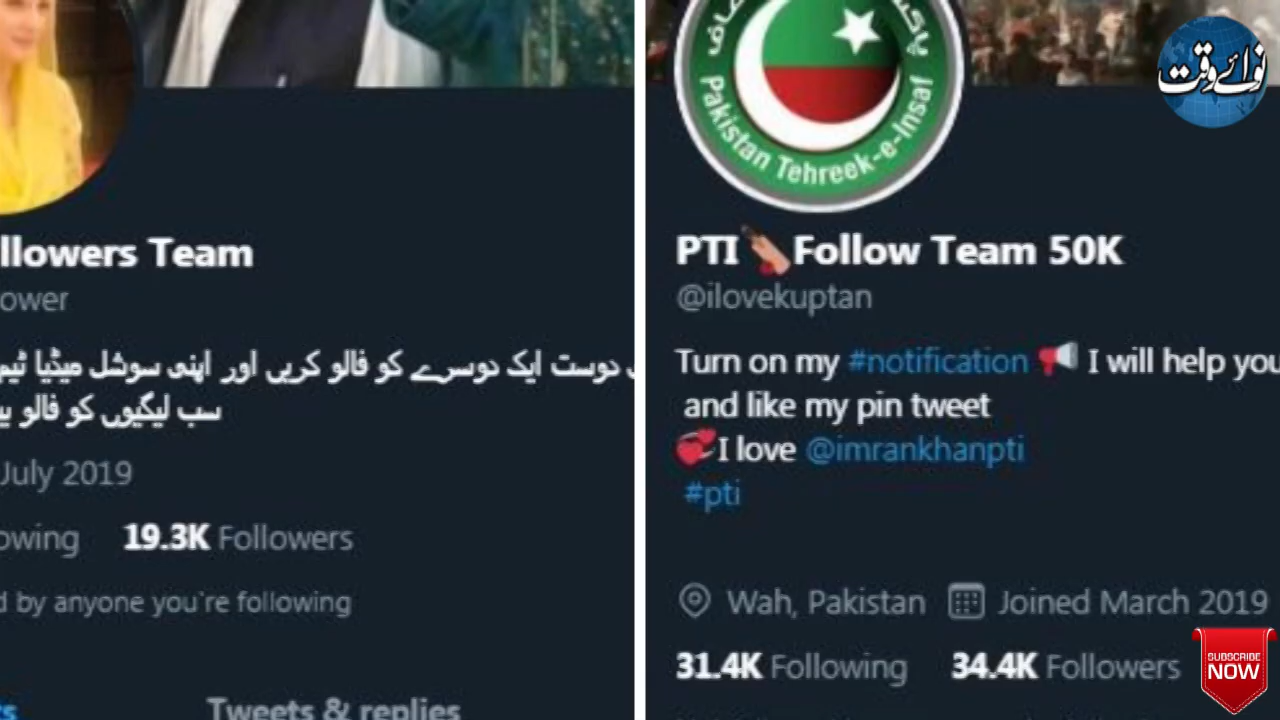 نوائے وقت
پاک
صاف
Pakistan Tehreek-e-Insaf
llowers Team
ower
دوست ایک دوسرے کو فالو کریں اور اپنی سوشل میڈیا ٹیم
سب لیگیوں کو فالو
July 2019
owing 19.3K Followers
d by anyone you're following
s Tweets & replies
PTI Follow Team 50K
@ilovekuptan
Turn on my #notification I will help you
and like my pin tweet
I love @imrankhanpti
#pti
Wah, Pakistan Joined March 2019
31.4K Following 34.4K Followers
SUBSCRIBE
NOW